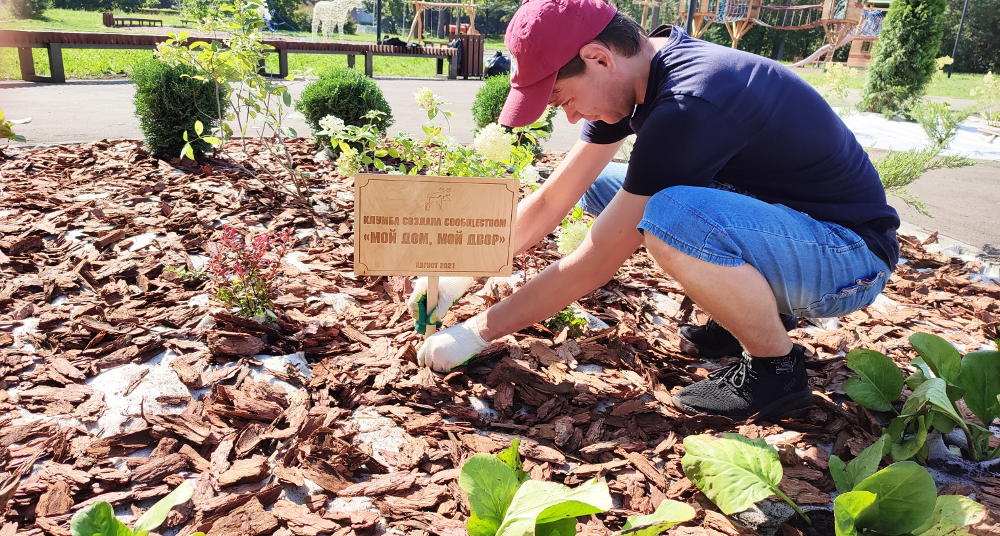 КЛУМБА СОЗДАНА СООБЩЕСТВОМ
«МОЙ ДОМ, МОЙ ДВОР»
АВГУСТ 2021